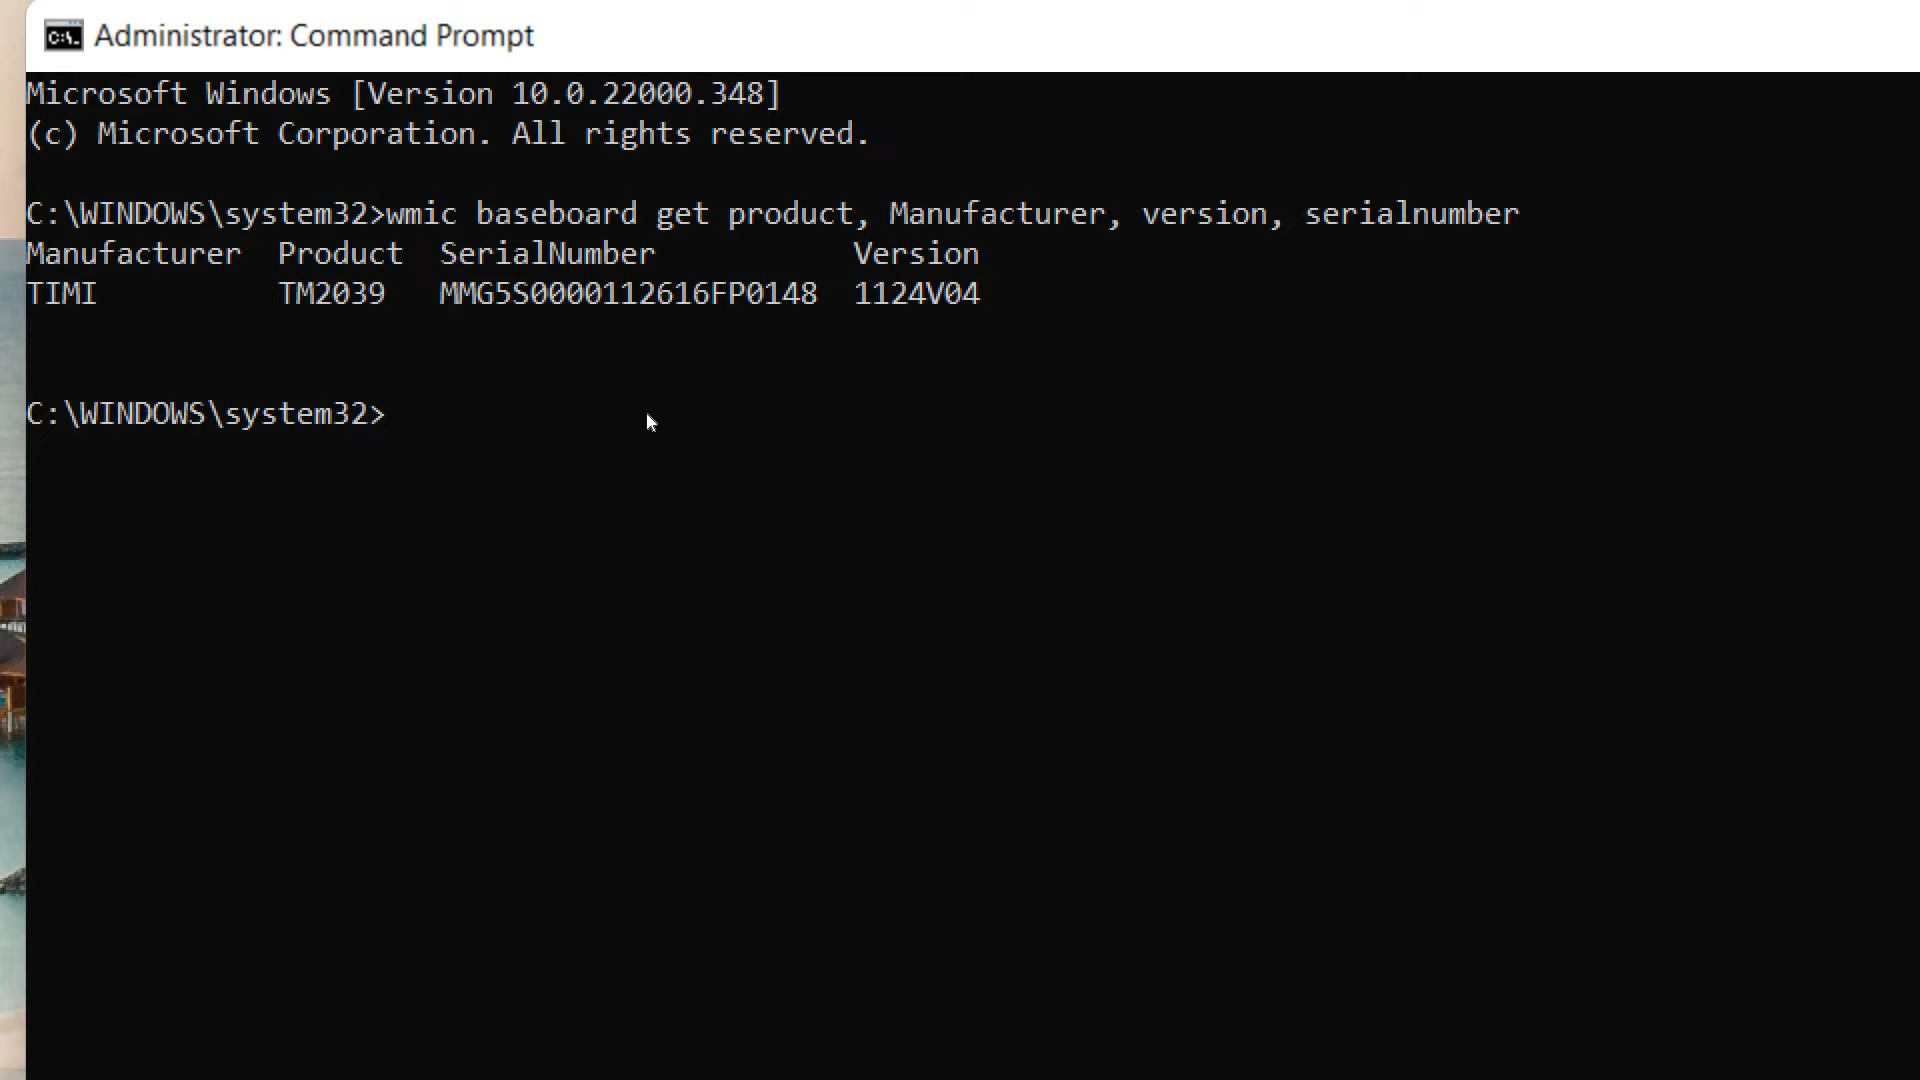 Administrator: Command Prompt
Microsoft Windows [Version 10.0.22000.348]
(c) Microsoft Corporation. All rights reserved.
C:\WINDOWS\system32>wmic baseboard get product, Manufacturer, version, serialnumber
Manufacturer  Product  SerialNumber           Version
TIMI          TM2039   MMG5S0000112616FP0148  1124V04
C:\WINDOWS\system32>